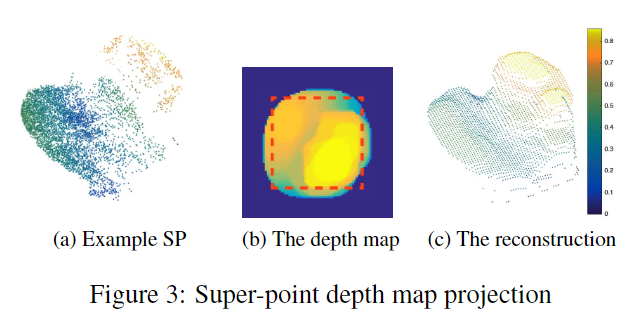 0.8
0.7
0.6
0.5
0.4
0.3
0.2
0.1
0
(a) Example SP
(b) The depth map
(c) The reconstruction
Figure 3: Super-point depth map projection